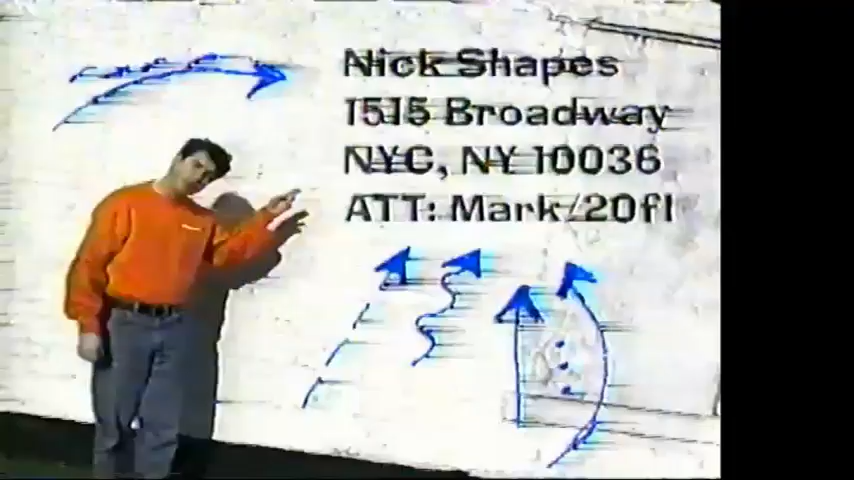 Nick Shapes
1515 Broadway
NYC, NY 10036
ATT: Mark/20fl